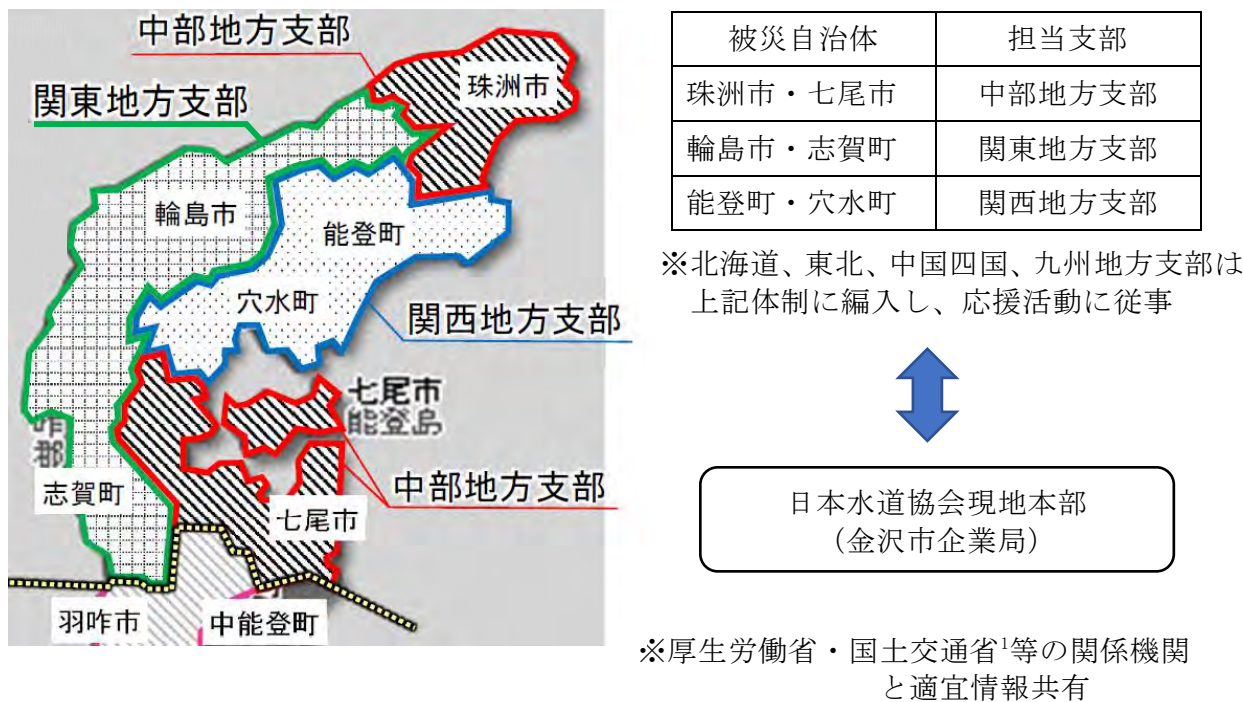 中部地方支部
珠洲市
関東地方支部
輪島市
能登町
穴水町
関西地方支部
七尾市
能登島
咋
郡
志賀町
中部地方支部
七尾市
羽咋市
中能登町
被災自治体 担当支部
珠洲市・七尾市 中部地方支部
輪島市・志賀町 関東地方支部
能登町・穴水町 関西地方支部
※北海道、東北、中国四国、九州地方支部は
上記体制に編入し、応援活動に従事
日本水道協会現地本部
（金沢市企業局）
※厚生労働省・国土交通省1等の関係機関
と適宜情報共有